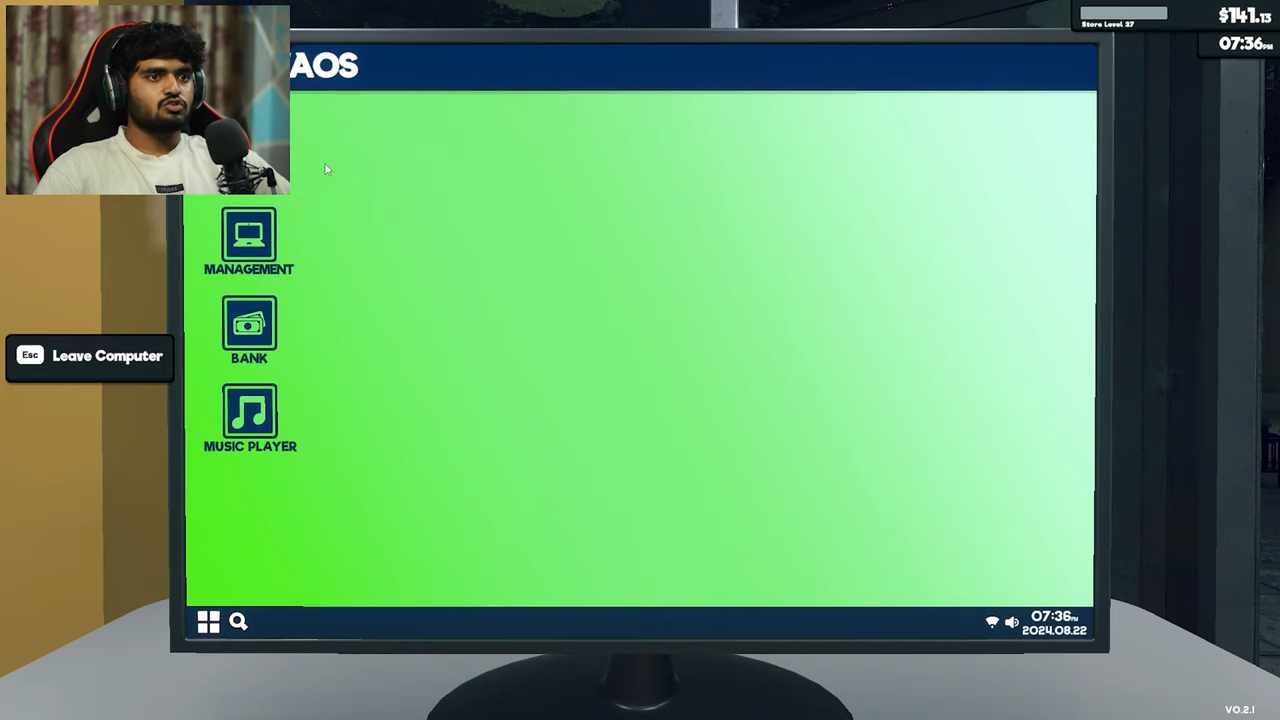 AOS
$141.13
Store Level 27
07:36PM
MANAGEMENT
Esc Leave Computer
BANK
MUSIC PLAYER
07:36PM
2024.08.22
V0.2.1